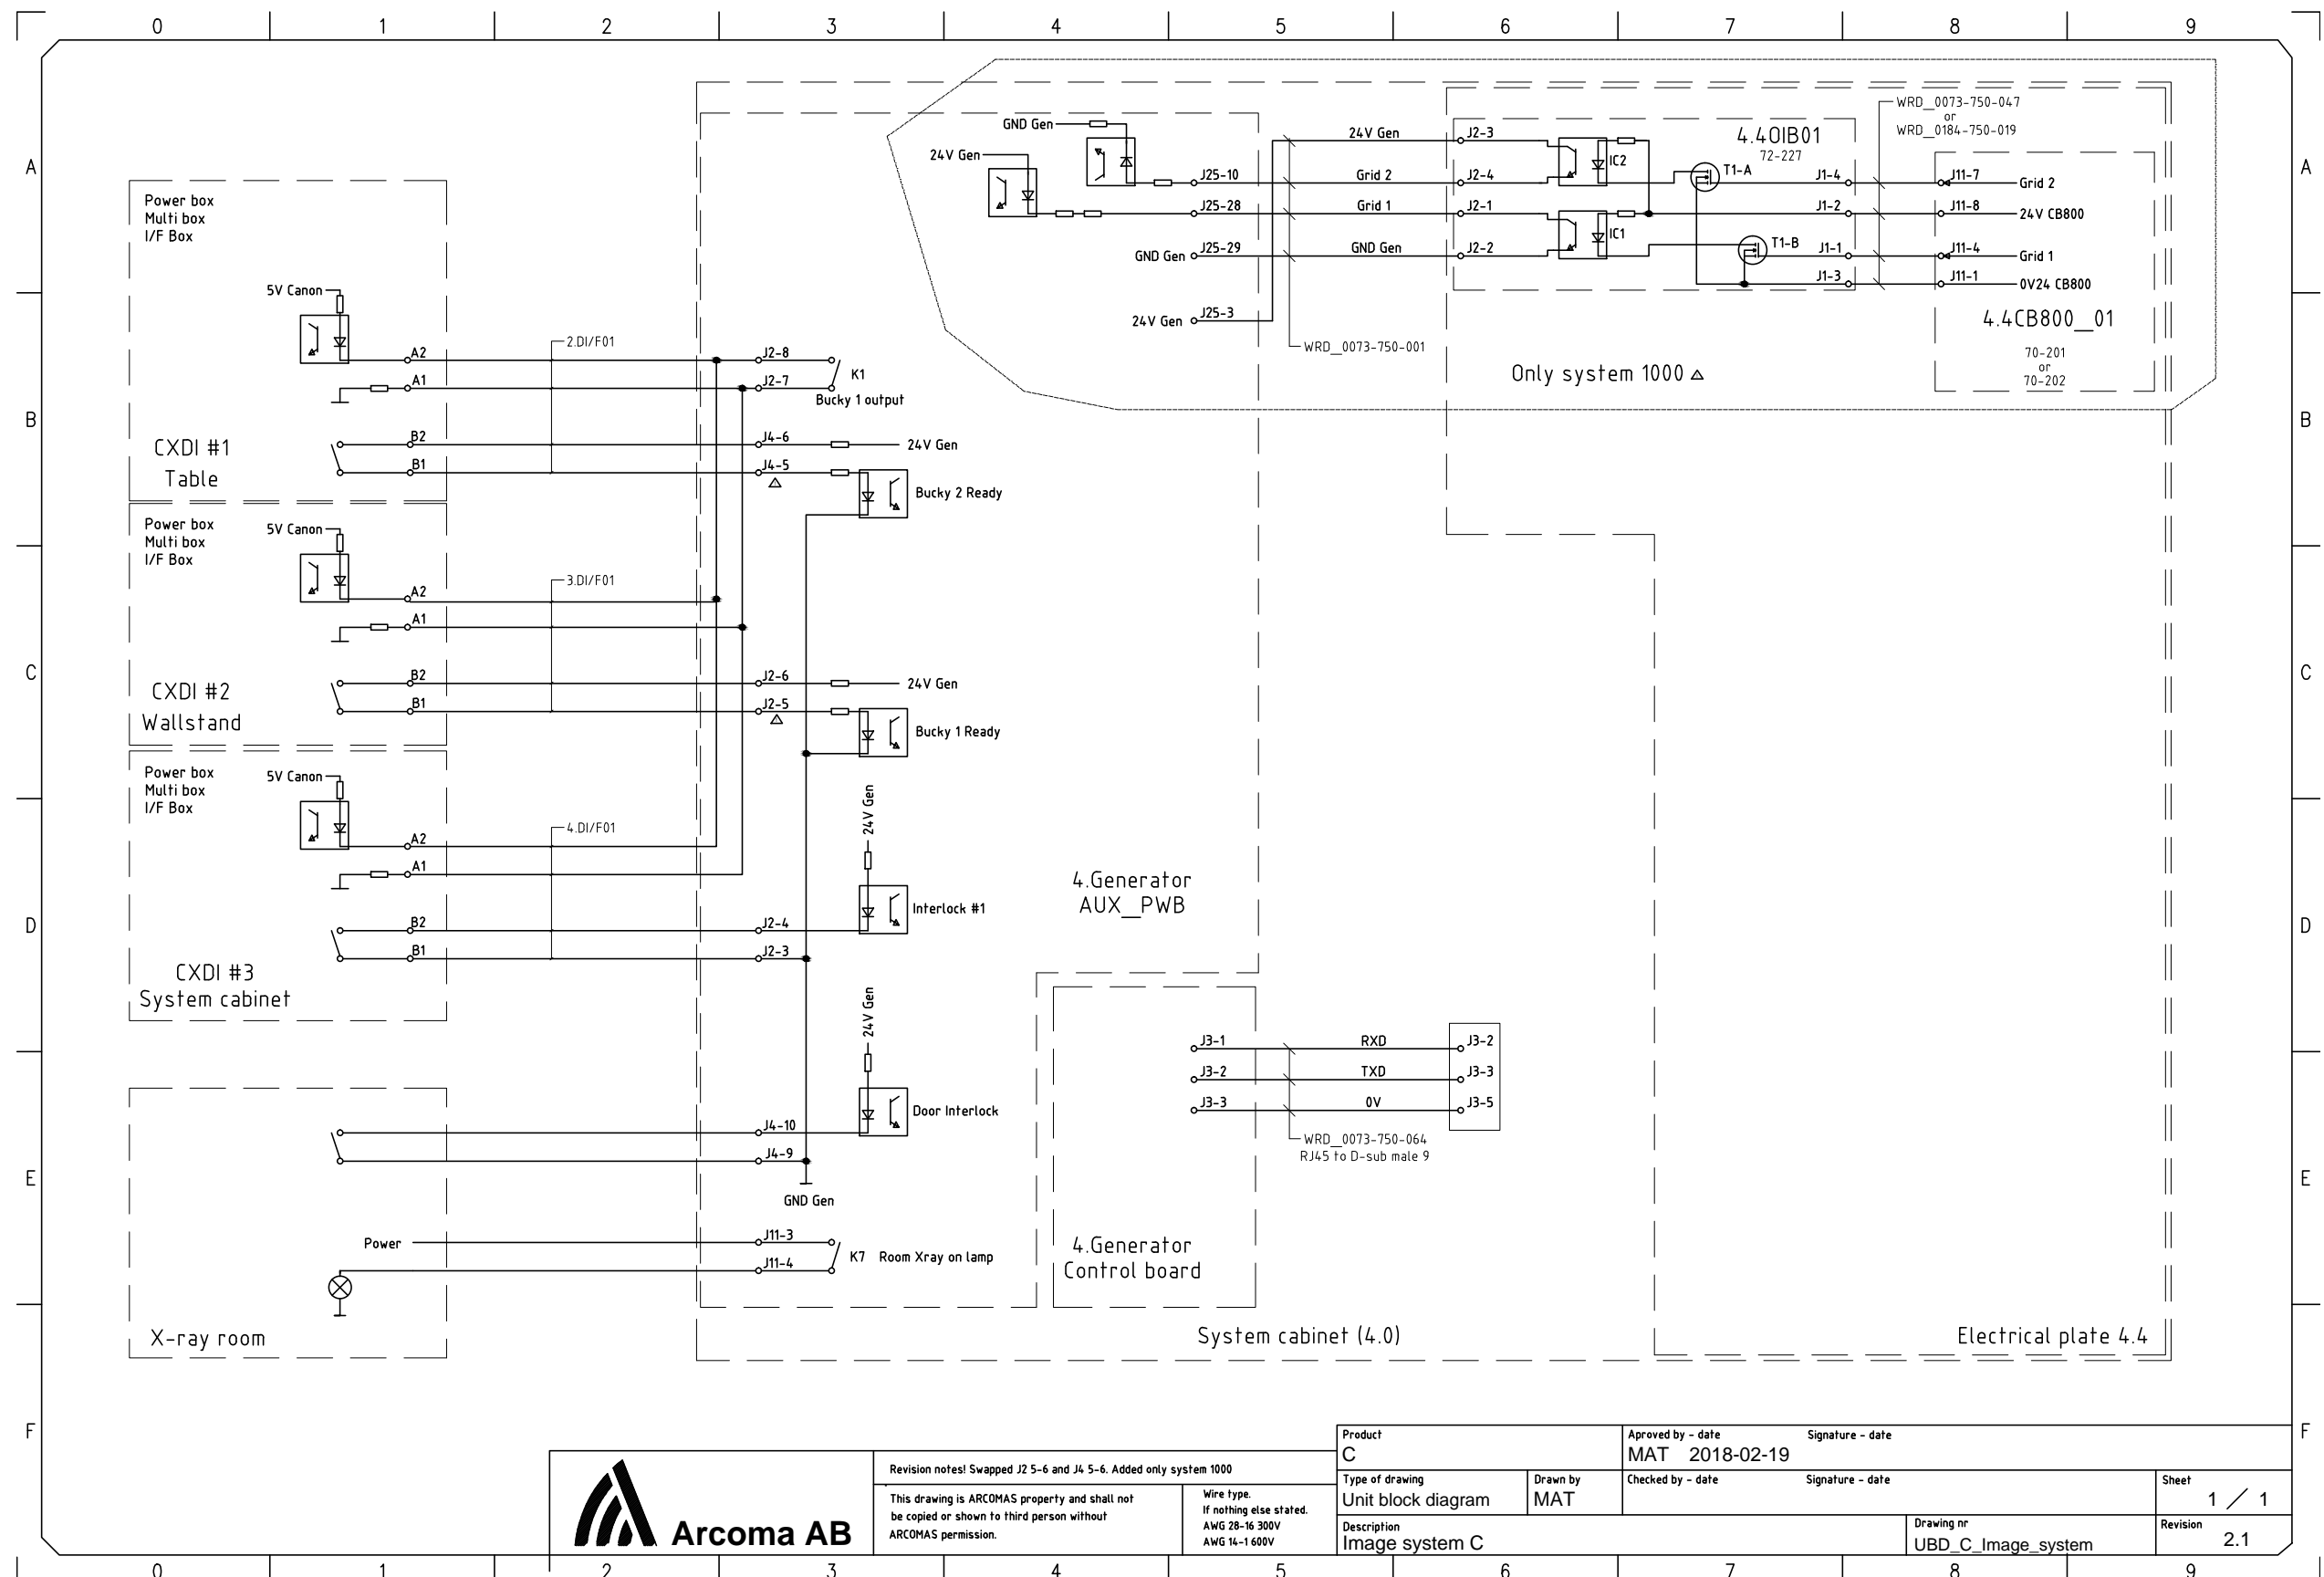 0 1 2 3 4 5 6 7 8 9
A A
B B
C C
D D
E E
F F
Power box
Multi box
I/F Box
5V Canon
A2
A1
B2
B1
CXDI #1
Table
2.DI/F01
J2-8
J2-7
K1
Bucky 1 output
J4-6
24V Gen
J4-5
Bucky 2 Ready
Power box
Multi box
I/F Box
5V Canon
A2
A1
B2
B1
CXDI #2
Wallstand
3.DI/F01
J2-6
24V Gen
J2-5
Bucky 1 Ready
Power box
Multi box
I/F Box
5V Canon
A2
A1
B2
B1
CXDI #3
System cabinet
4.DI/F01
24V Gen
Interlock #1
J2-4
J2-3
24V Gen
Door Interlock
J4-10
J4-9
GND Gen
Power
J11-3
J11-4
K7 Room Xray on lamp
X-ray room
GND Gen
24V Gen
J25-10
J25-28
GND Gen J25-29
24V Gen J25-3
24V Gen
Grid 2
Grid 1
GND Gen
WRD_0073-750-001
J2-3
J2-4
J2-1
J2-2
IC2
IC1
4.4OIB01
72-227
T1-A
T1-B
J1-4
J1-2
J1-1
J1-3
WRD_0073-750-047
or
WRD_0184-750-019
J11-7 Grid 2
J11-8 24V CB800
J11-4 Grid 1
J11-1 0V24 CB800
4.4CB800_01
70-201
or
70-202
Only system 1000
4.Generator
AUX_PWB
J3-1 RXD J3-2
J3-2 TXD J3-3
J3-3 0V J3-5
WRD_0073-750-064
RJ45 to D-sub male 9
4.Generator
Control board
System cabinet (4.0)
Electrical plate 4.4
Arcoma AB
Revision notes! Swapped J2 5-6 and J4 5-6. Added only system 1000
This drawing is ARCOMAS property and shall not
be copied or shown to third person without
ARCOMAS permission.
Wire type.
If nothing else stated.
AWG 28-16 300V
AWG 14-1 600V
Product
C
Aproved by - date Signature - date
MAT 2018-02-19
Type of drawing
Unit block diagram
Drawn by
MAT
Checked by - date Signature - date
Sheet
1 / 1
Description
Image system C
Drawing nr
UBD_C_Image_system
Revision
2.1
0 1 2 3 4 5 6 7 8 9